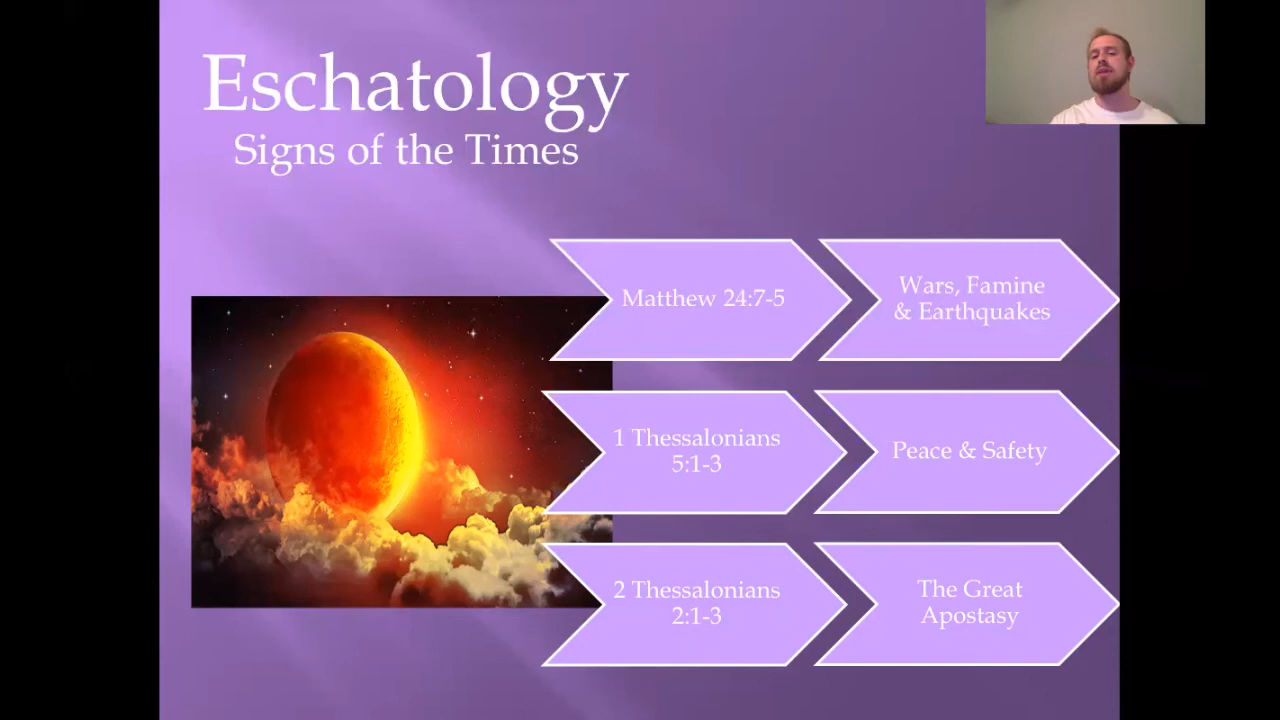 Eschatology
Signs of the Times
Matthew 24:7-5
Wars, Famine
& Earthquakes
1 Thessalonians
5:1-3
Peace & Safety
2 Thessalonians
2:1-3
The Great
Apostasy